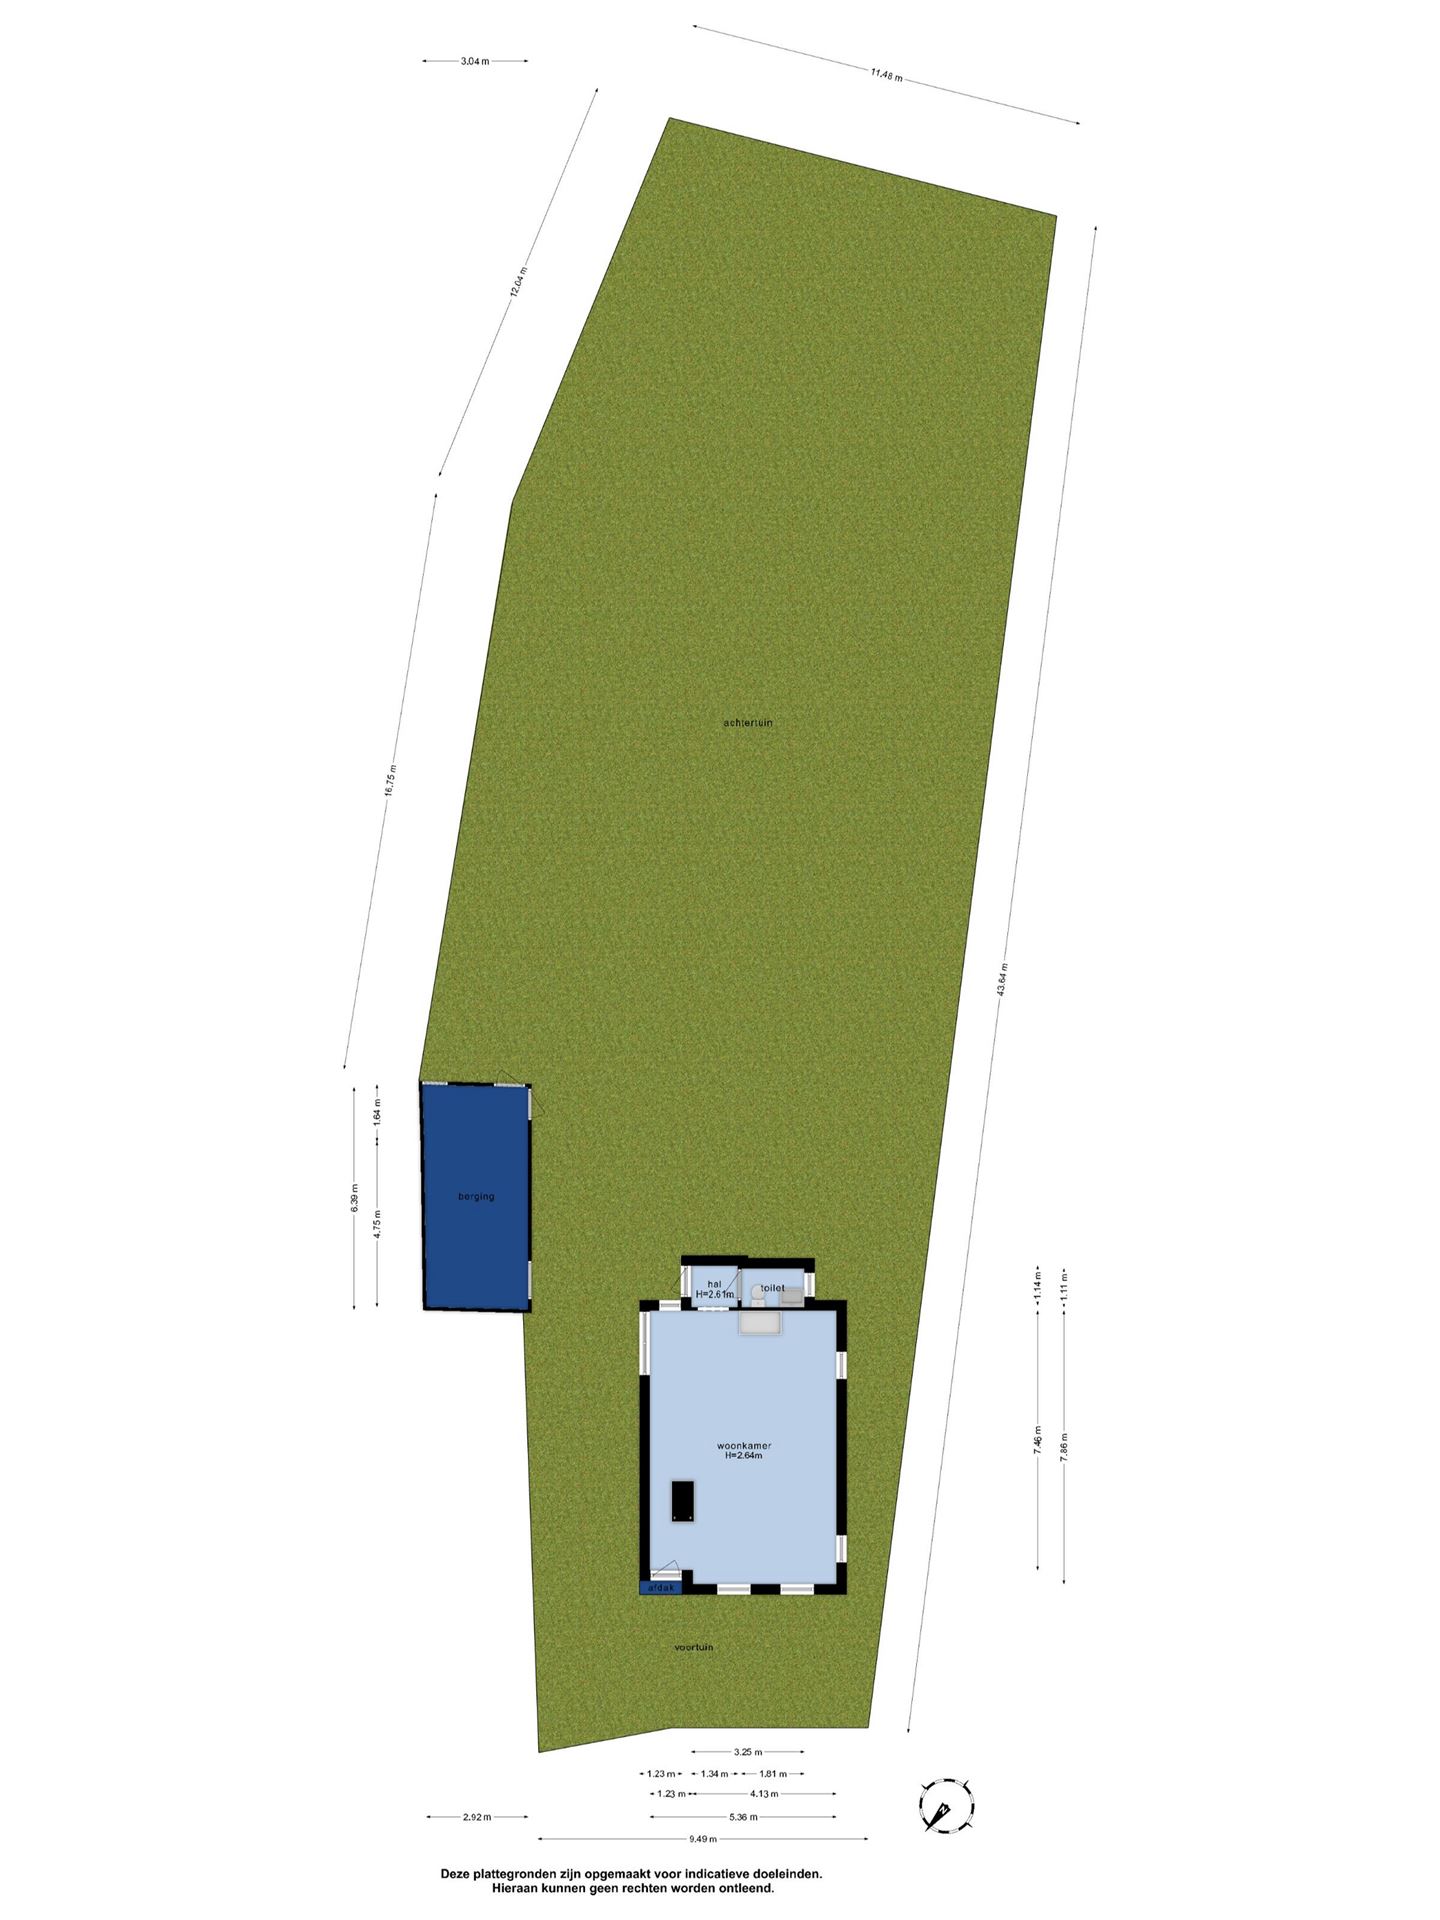 3.04 m
11.48 m
12.04 m
16.75 m
achtertuin
43.64 m
1.64 m
6.39 m
4.75 m
berging
hal
H=2.61m
toilet
1.14 m
1.11 m
woonkamer
H=2.64m
7.46 m
7.86 m
afdak
voortuin
3.25 m
1.23 m
1.34 m
1.81 m
1.23 m
4.13 m
2.92 m
5.36 m
9.49 m
N
Deze plattegronden zijn opgemaakt voor indicatieve doeleinden.
Hieraan kunnen geen rechten worden ontleend.